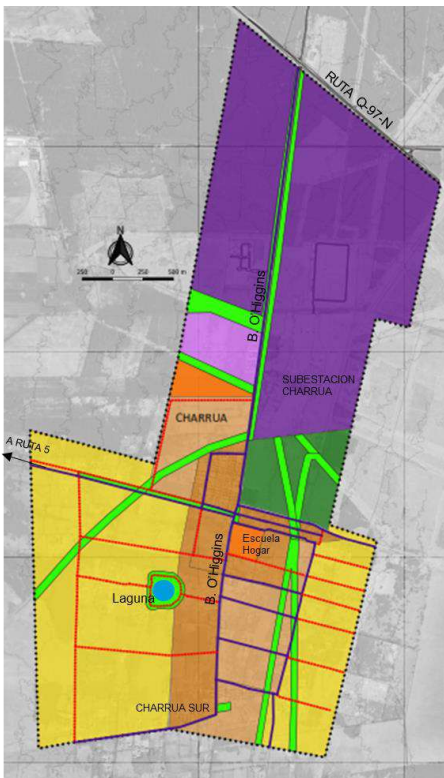 RUTA Q-97-N
N
250 0 250 500 m
B. O'Higgins
SUBESTACION
CHARRUA
CHARRUA
A RUTA 5
Escuela
Hogar
B. O'Higgins
Laguna
CHARRUA SUR